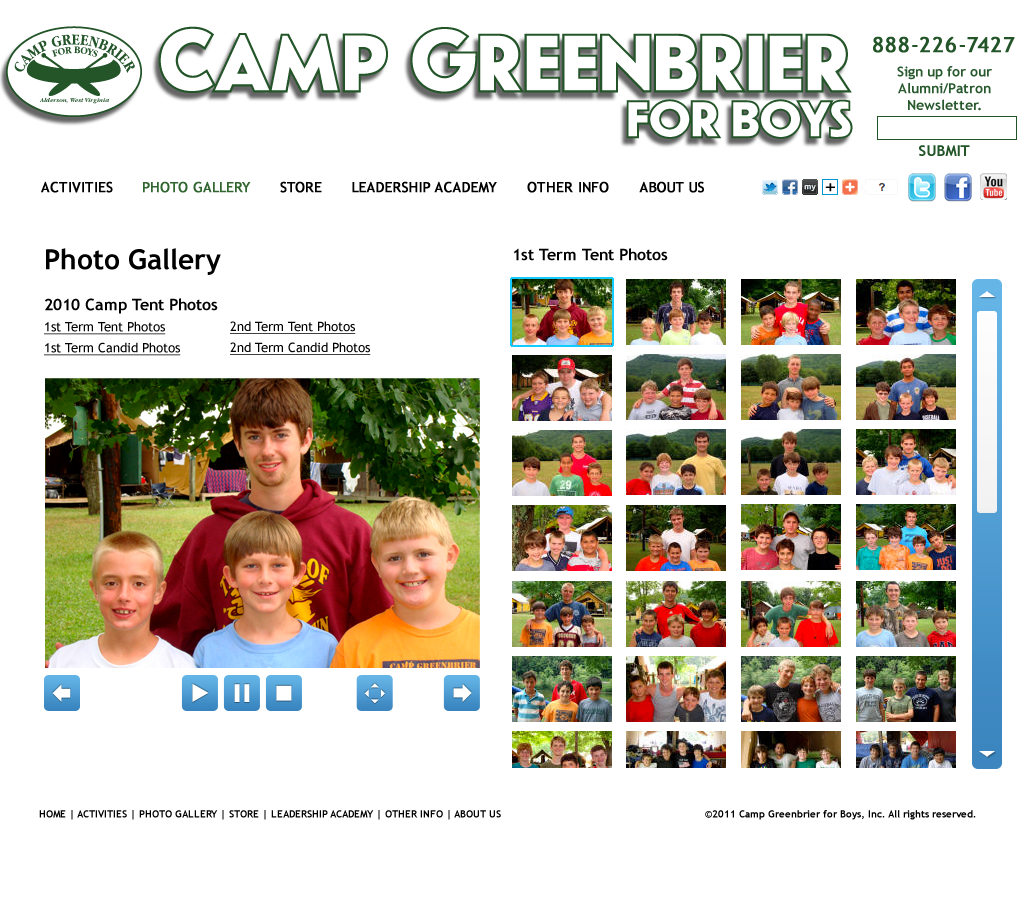 CAMP GREENBRIER
FOR BOYS
Alderson, West Virginia
CAMP GREENBRIER
FOR BOYS
888-226-7427
Sign up for our
Alumni/Patron
Newsletter.
SUBMIT
ACTIVITIES PHOTO GALLERY STORE LEADERSHIP ACADEMY OTHER INFO ABOUT US
my ? You
Tube
Photo Gallery
1st Term Tent Photos
2010 Camp Tent Photos
1st Term Tent Photos 2nd Term Tent Photos
1st Term Candid Photos 2nd Term Candid Photos
CAMP GREENBRIER
29
HOME | ACTIVITIES | PHOTO GALLERY | STORE | LEADERSHIP ACADEMY | OTHER INFO | ABOUT US
©2011 Camp Greenbrier for Boys, Inc. All rights reserved.